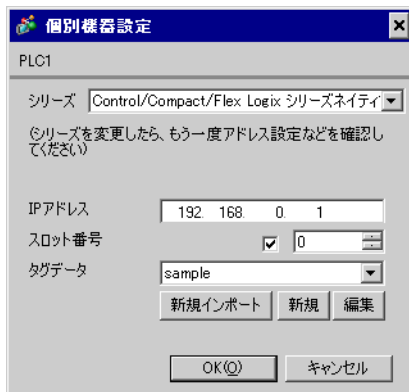 個別機器設定
PLC1
シリーズ Control/Compact/Flex Logix シリーズネイティ
(シリーズを変更したら、もう一度アドレス設定などを確認し
てください)
IPアドレス 192. 168. 0. 1
スロット番号 0
タグデータ sample
新規インポート 新規 編集
OK(O) キャンセル